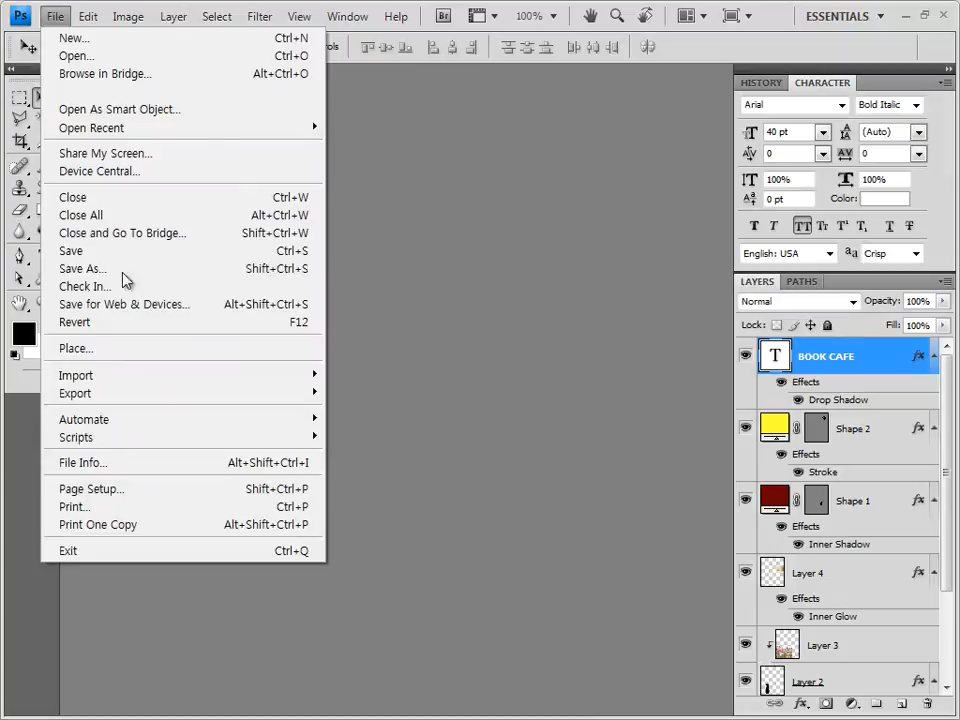 Ps File Edit Image Layer Select Filter View Window Help Br 100% ESSENTIALS
New... Ctrl+N
Open... Ctrl+O
Browse in Bridge... Alt+Ctrl+O
Open As Smart Object...
Open Recent
Share My Screen...
Device Central...
Close Ctrl+W
Close All Alt+Ctrl+W
Close and Go To Bridge... Shift+Ctrl+W
Save Ctrl+S
Save As... Shift+Ctrl+S
Check In...
Save for Web & Devices... Alt+Shift+Ctrl+S
Revert F12
Place...
Import
Export
Automate
Scripts
File Info... Alt+Shift+Ctrl+I
Page Setup... Shift+Ctrl+P
Print... Ctrl+P
Print One Copy Alt+Shift+Ctrl+P
Exit Ctrl+Q
HISTORY CHARACTER
Arial Bold Italic
40 pt (Auto)
0 0
100% 100%
0 pt Color:
English: USA Crisp
LAYERS PATHS
Normal Opacity: 100%
Lock: Fill: 100%
T BOOK CAFE fx
Effects
Drop Shadow
Shape 2 fx
Effects
Stroke
Shape 1 fx
Effects
Inner Shadow
Layer 4 fx
Effects
Inner Glow
Layer 3
Layer 2 fx